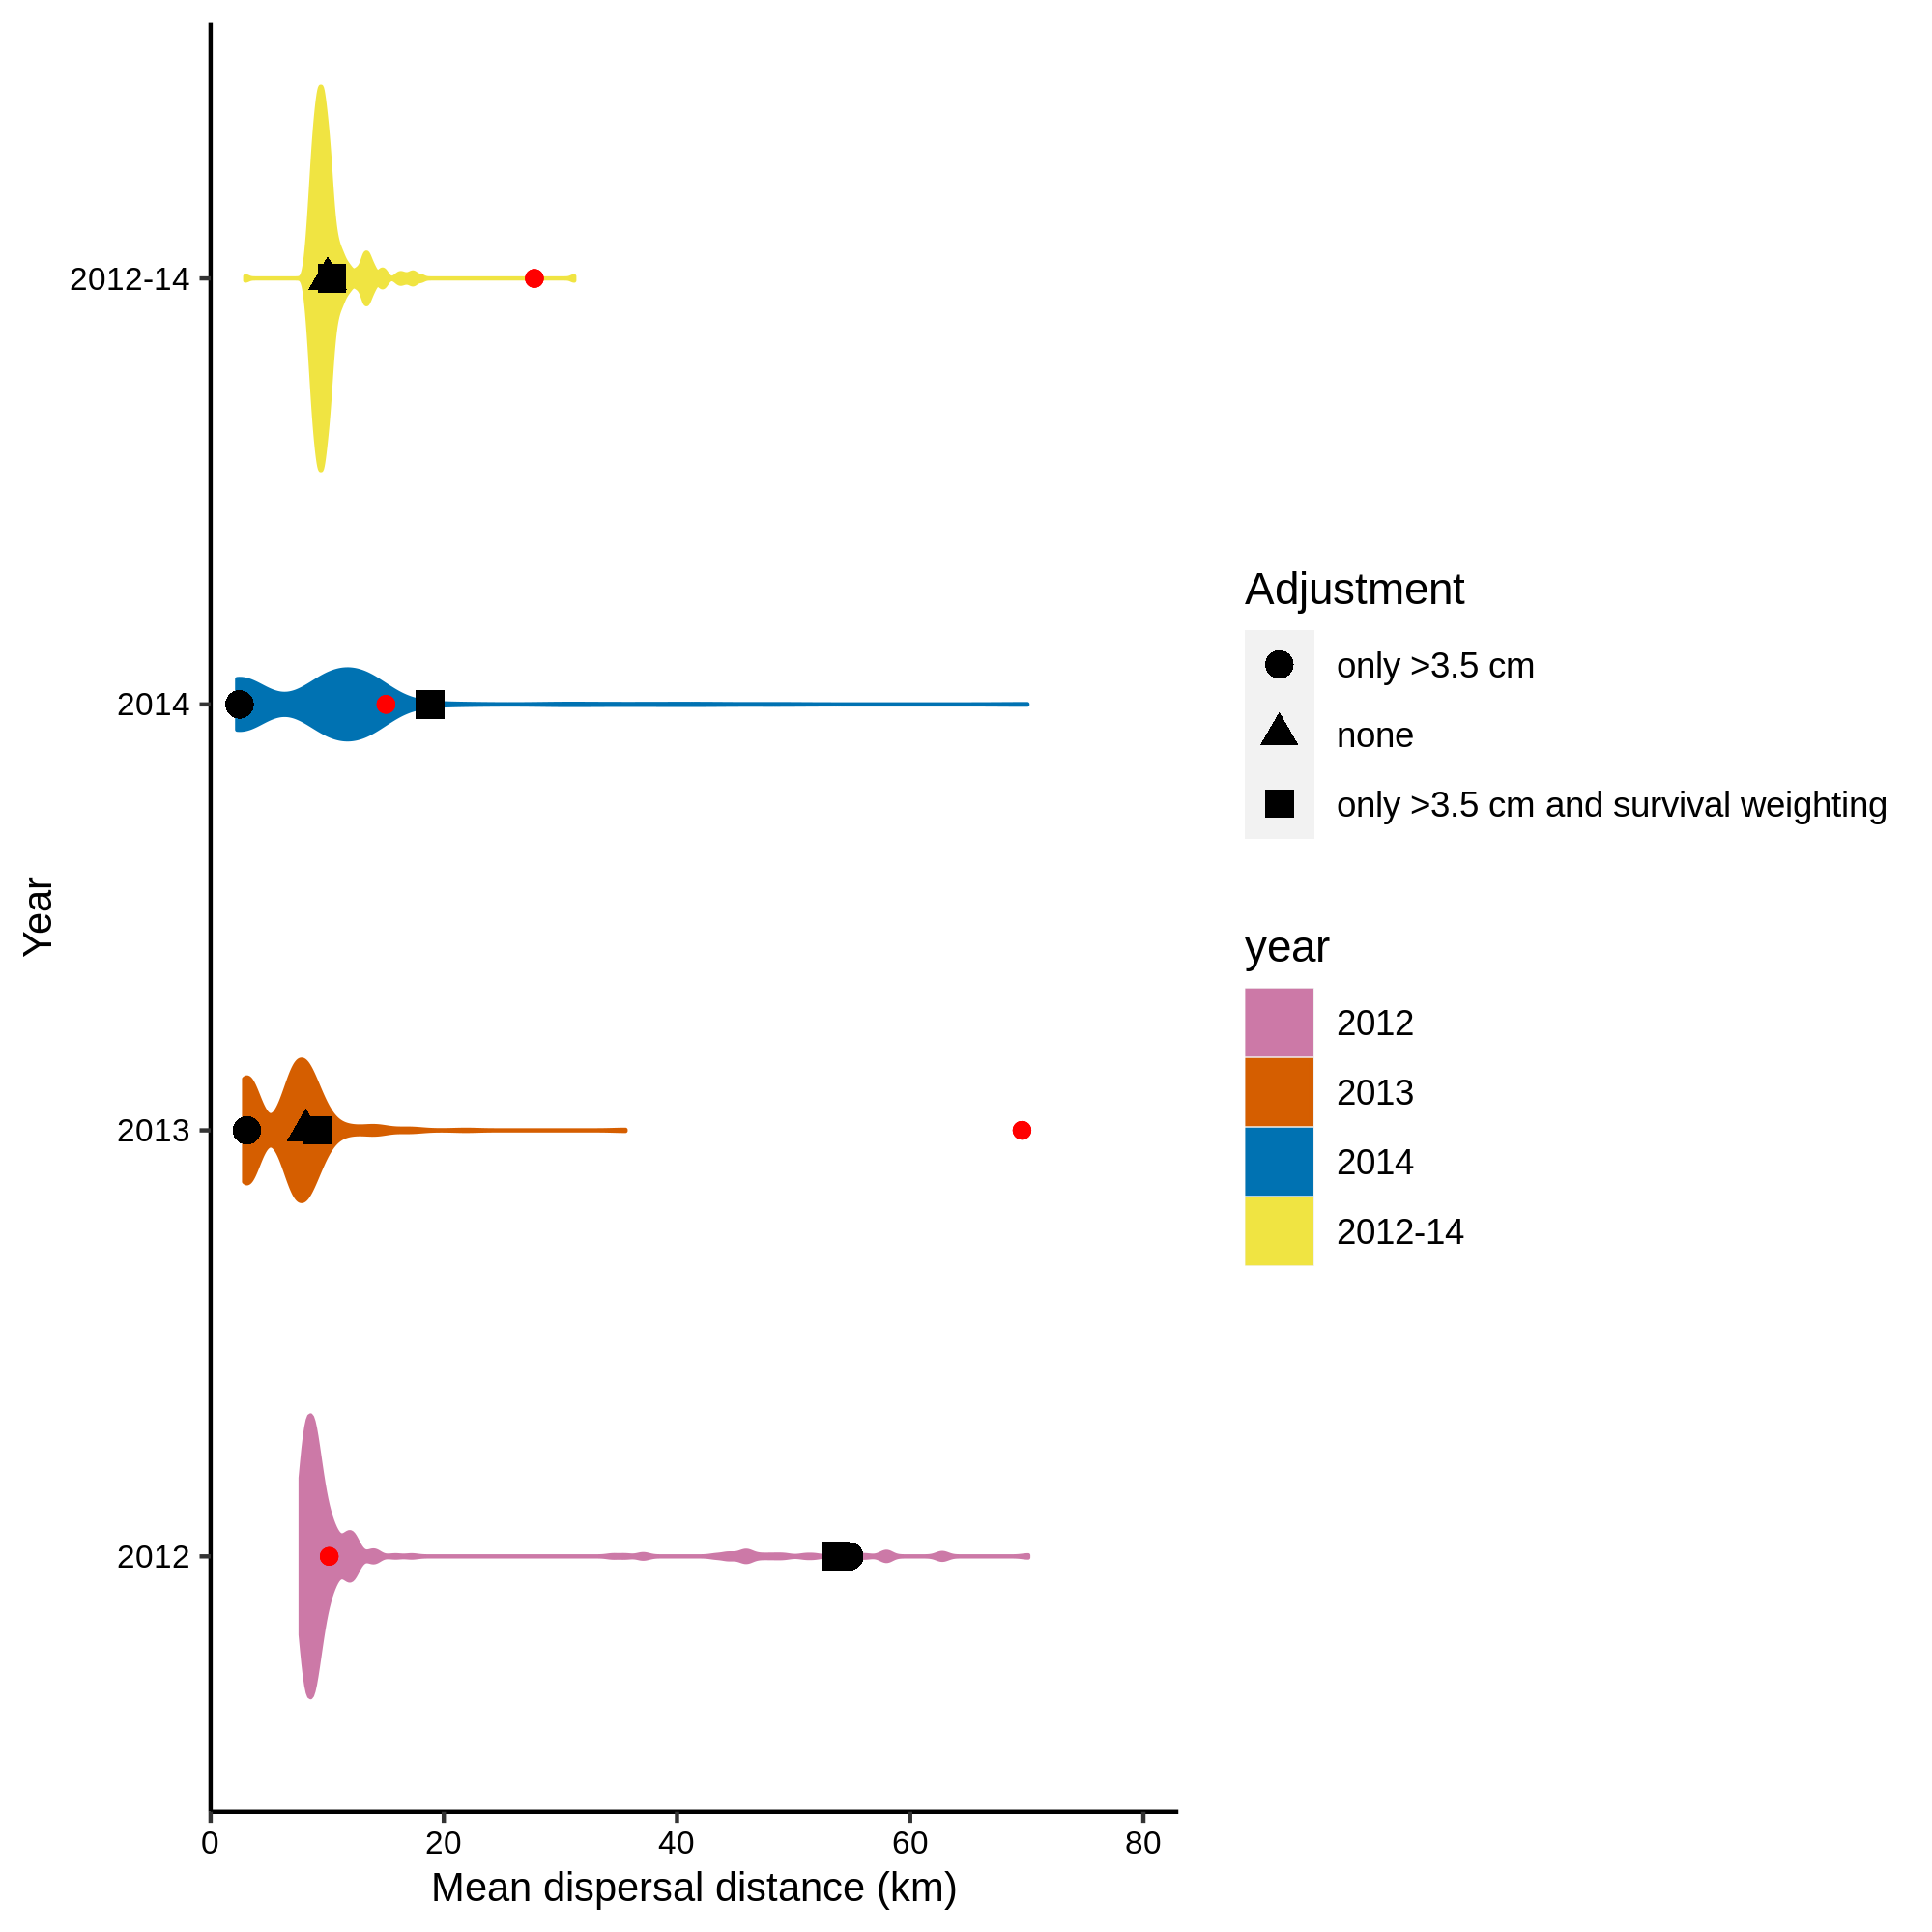 Year
2012-14
2014
2013
2012
0 20 40 60 80
Mean dispersal distance (km)
Adjustment
only >3.5 cm
none
only >3.5 cm and survival weighting
year
2012
2013
2014
2012-14